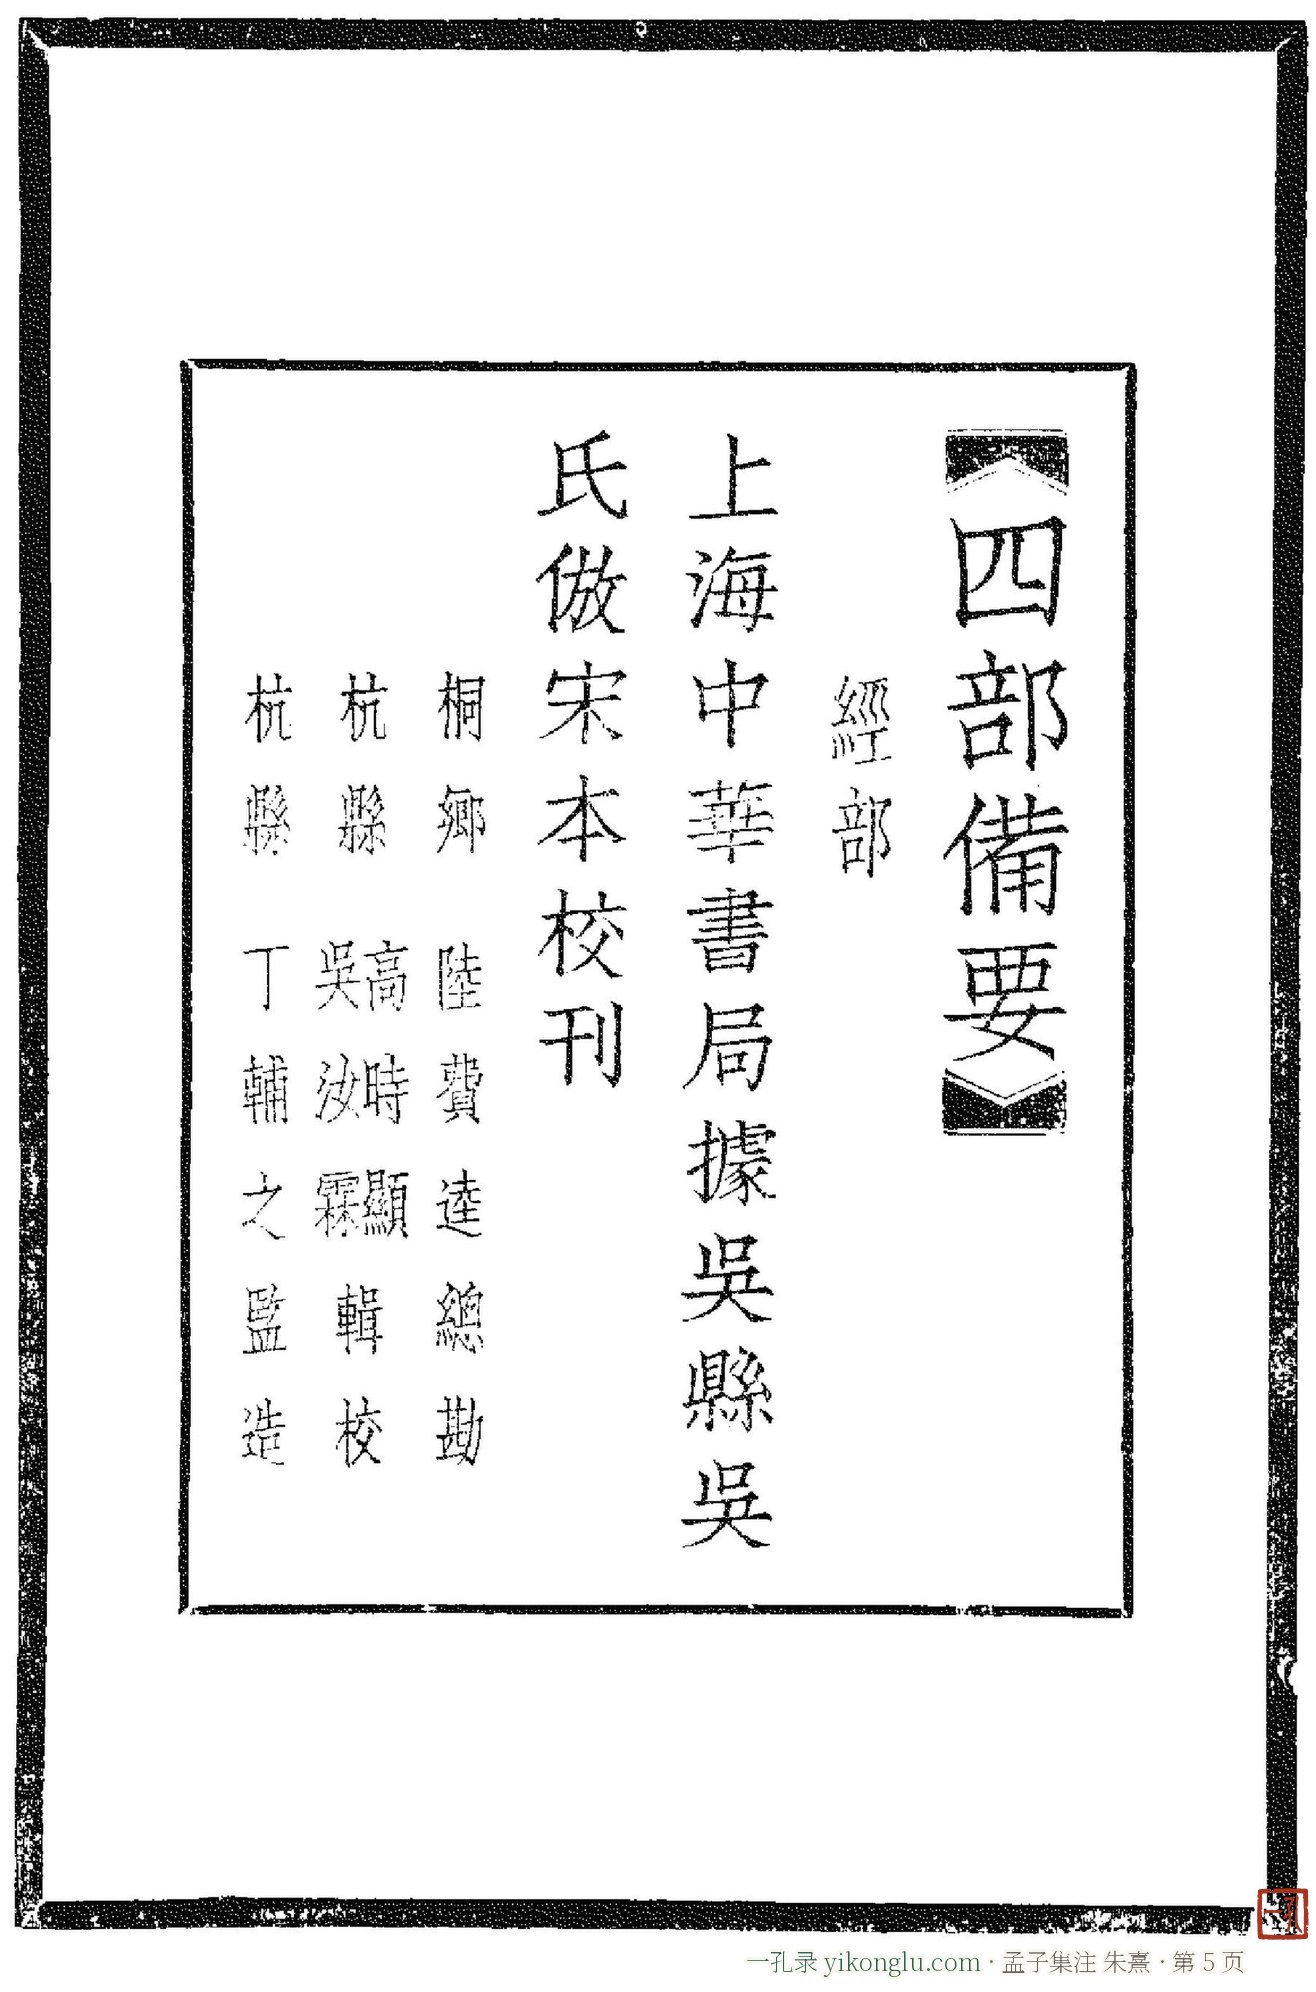 四部備要
經部
上海中華書局據吳縣吳
氏倣宋本校刊
桐鄉 陸費逵總勘
杭縣 高時顯 吳汝霖 輯校
杭縣 丁輔之監造
一孔录 yikonglu.com · 孟子集注 朱熹 · 第 5 页